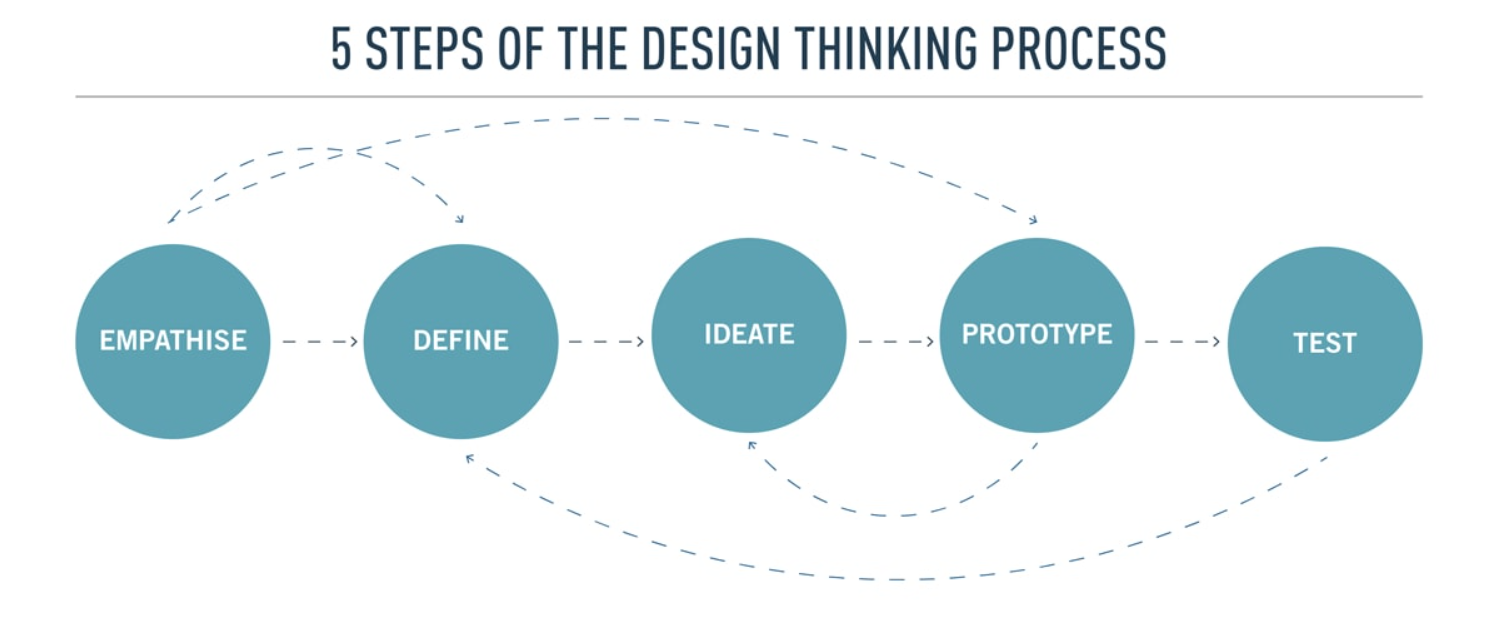 5 STEPS OF THE DESIGN THINKING PROCESS
EMPATHISE
DEFINE
IDEATE
PROTOTYPE
TEST